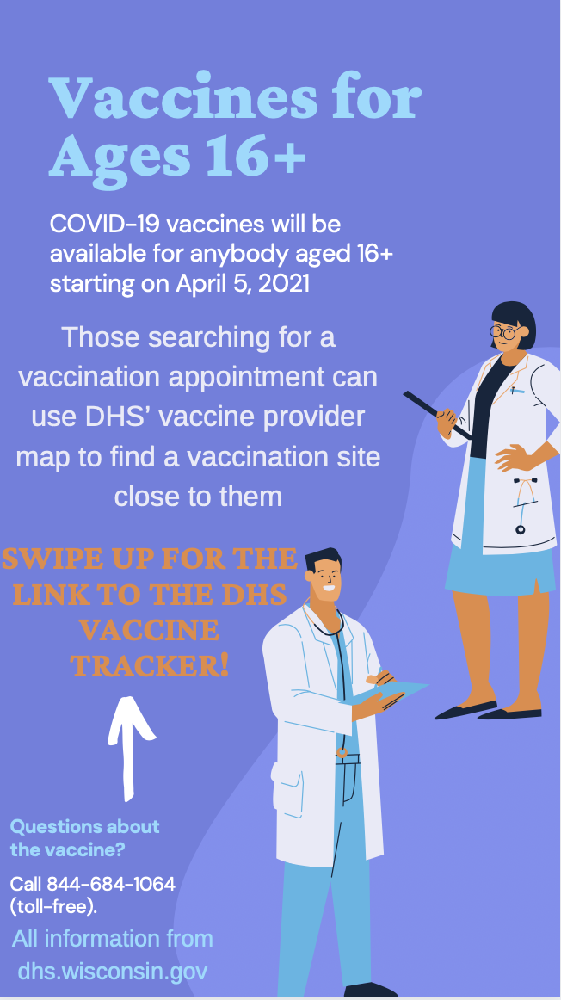 Vaccines for
Ages 16+
COVID-19 vaccines will be
available for anybody aged 16+
starting on April 5, 2021
Those searching for a
vaccination appointment can
use DHS’ vaccine provider
map to find a vaccination site
close to them
SWIPE UP FOR THE
LINK TO THE DHS
VACCINE
TRACKER!
Questions about
the vaccine?
Call 844-684-1064
(toll-free).
All information from
dhs.wisconsin.gov